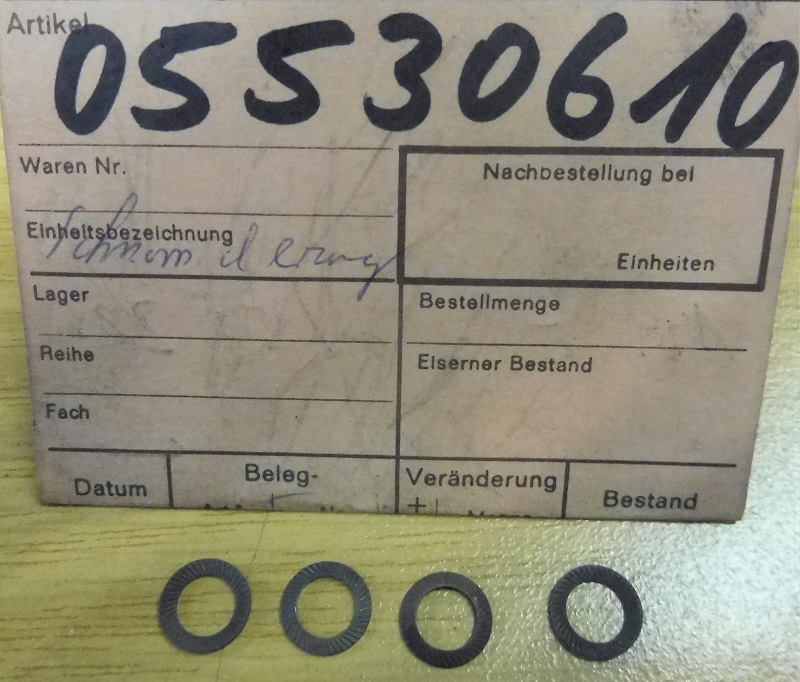 Artikel
05530610
Waren Nr.
Nachbestellung bei
Einheitsbezeichnung
Einheiten
Lager
Bestellmenge
Reihe
Eiserner Bestand
Fach
Datum
Beleg-
Veränderung
Bestand
+